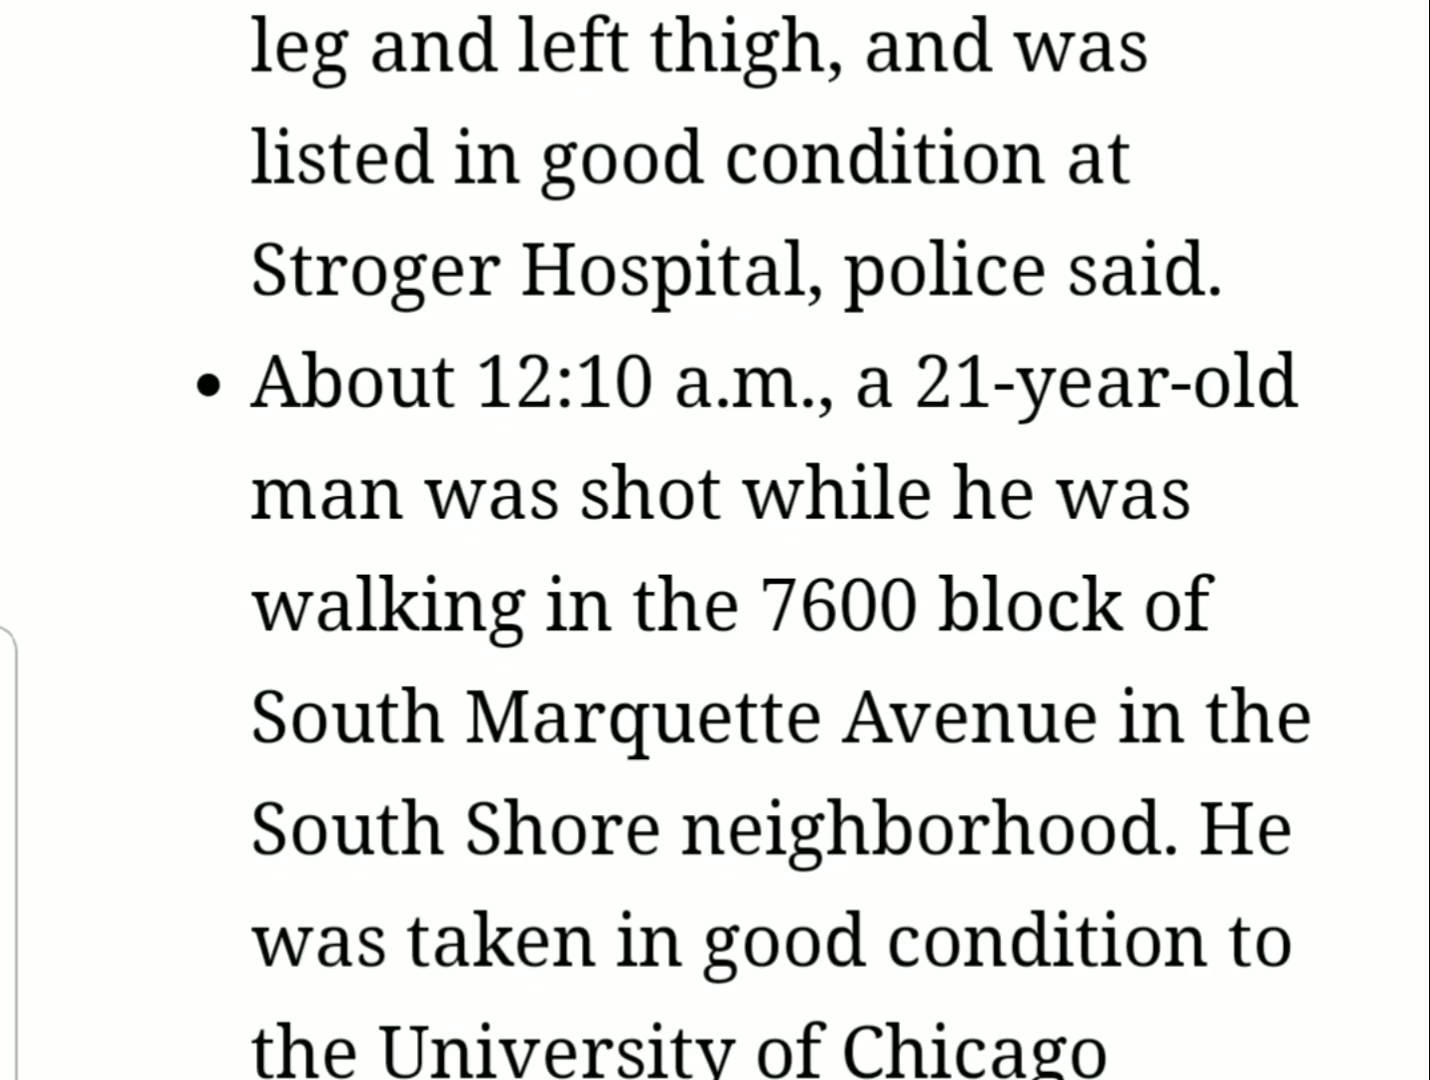 leg and left thigh, and was
listed in good condition at
Stroger Hospital, police said.
• About 12:10 a.m., a 21-year-old
man was shot while he was
walking in the 7600 block of
South Marquette Avenue in the
South Shore neighborhood. He
was taken in good condition to
the University of Chicago